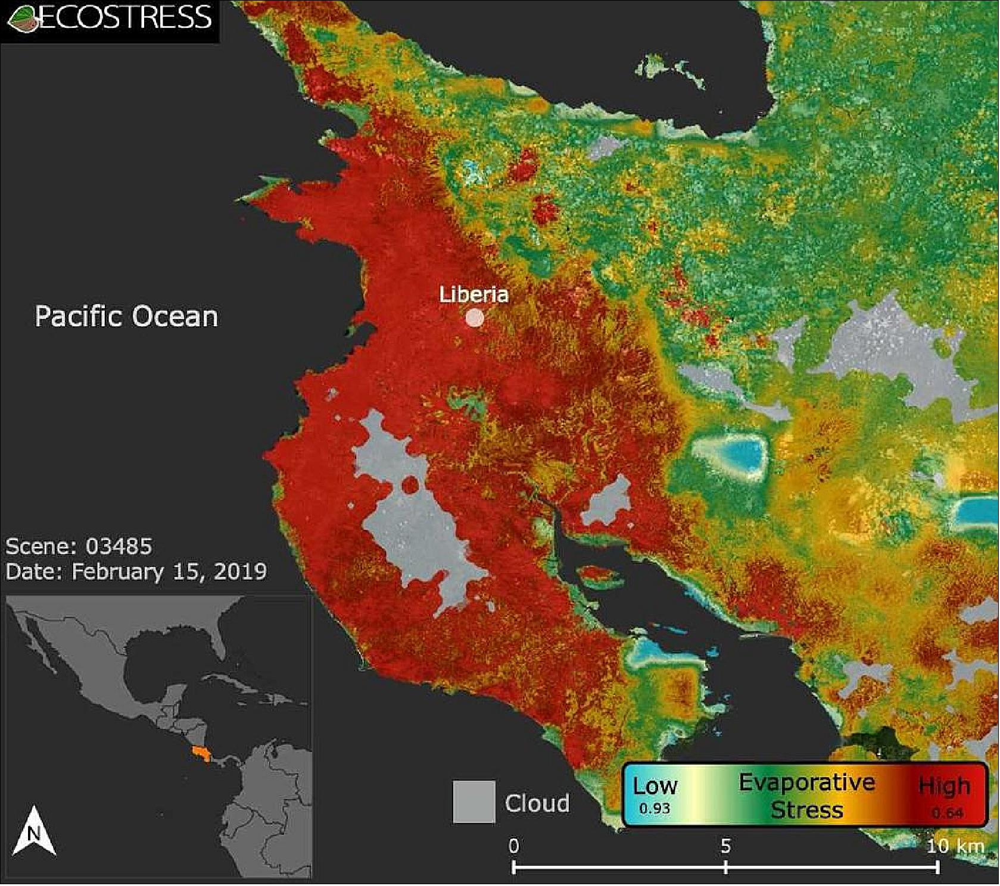 ECOSTRESS
Liberia
Pacific Ocean
Scene: 03485
Date: February 15, 2019
N
Cloud
Low
0.93
Evaporative
Stress
High
0.64
0 5 10 km